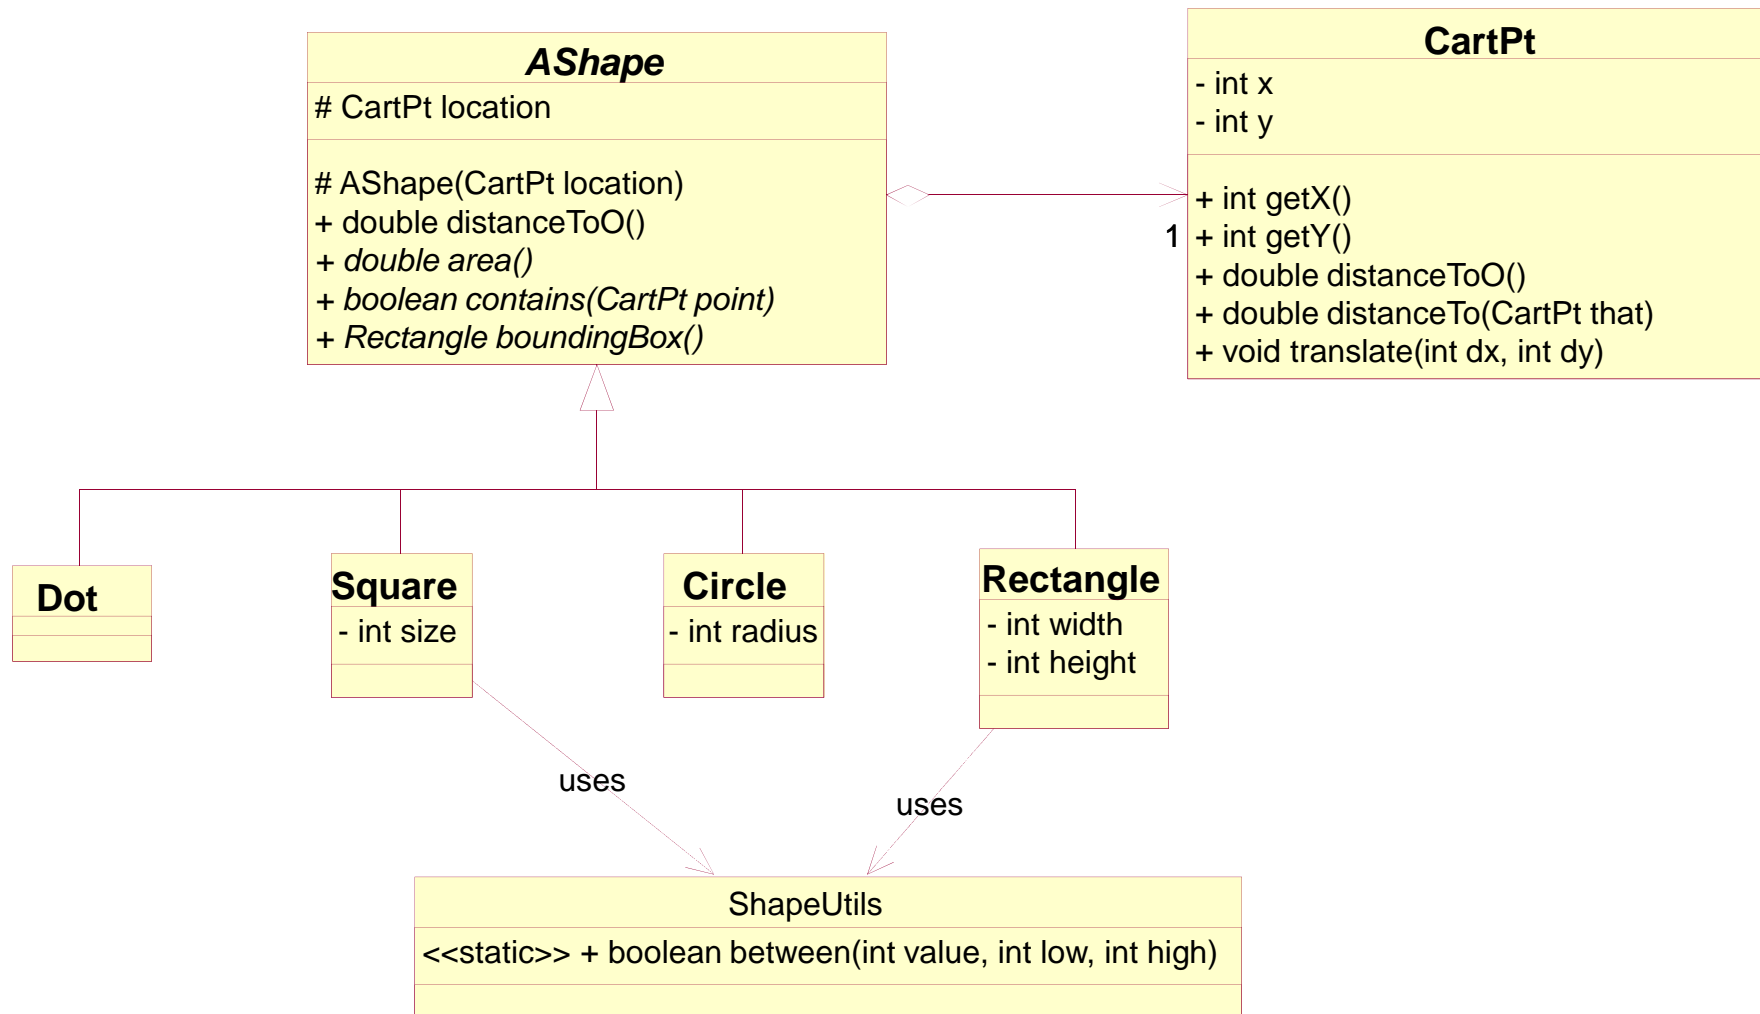 AShape
# CartPt location
# AShape(CartPt location)
+ double distanceToO()
+ double area()
+ boolean contains(CartPt point)
+ Rectangle boundingBox()
CartPt
- int x
- int y
+ int getX()
1
+ int getY()
+ double distanceToO()
+ double distanceTo(CartPt that)
+ void translate(int dx, int dy)
Dot
Square
- int size
Circle
- int radius
Rectangle
- int width
- int height
uses
uses
ShapeUtils
<<static>> + boolean between(int value, int low, int high)